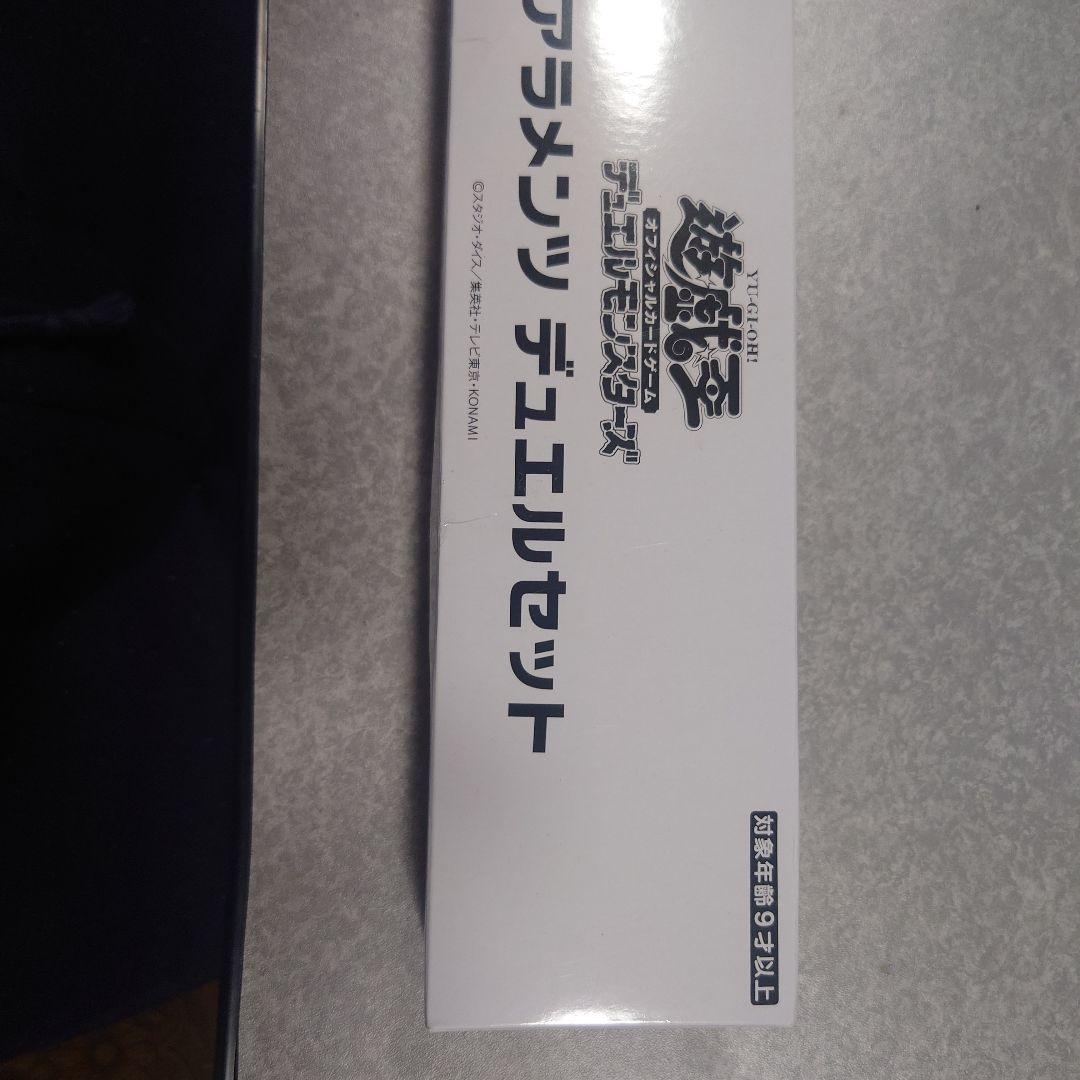 YU-GI-OH!
遊戯王
オフィシャルカードゲーム
デュエルモンスターズ
アラメンツ デュエルセット
©スタジオ・ダイス/集英社・テレビ東京・KONAMI
対象年齢9才以上